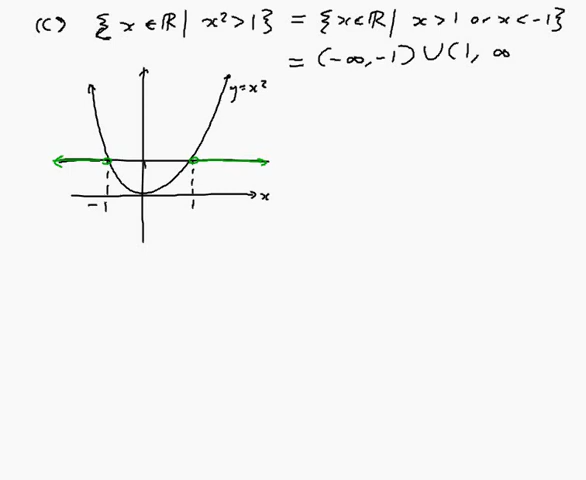 (c) { x ∈ ℝ | x² > 1 } = { x ∈ ℝ | x > 1 or x < -1 }
= (-∞, -1) ∪ (1, ∞
y = x²
x
-1
1